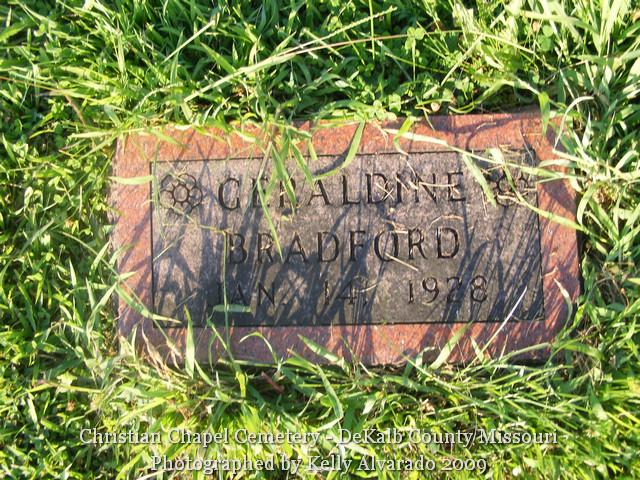 GERALDINE
BRADFORD
JAN. 14, 1928
Christian Chapel Cemetery - DeKalb County/Missouri -
Photographed by Kelly Alvarado 2009